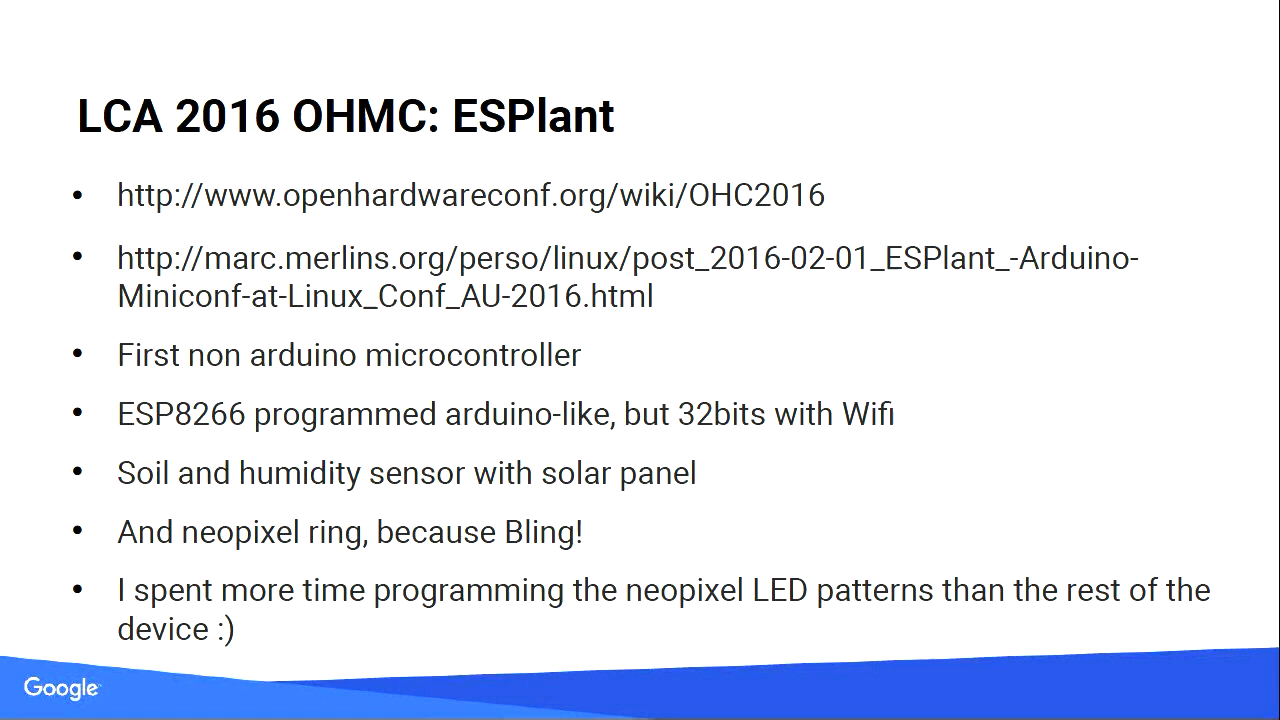 LCA 2016 OHMC: ESPlant
• http://www.openhardwareconf.org/wiki/OHC2016
• http://marc.merlins.org/perso/linux/post_2016-02-01_ESPlant_-Arduino-
Miniconf-at-Linux_Conf_AU-2016.html
• First non arduino microcontroller
• ESP8266 programmed arduino-like, but 32bits with Wifi
• Soil and humidity sensor with solar panel
• And neopixel ring, because Bling!
• I spent more time programming the neopixel LED patterns than the rest of the
device :)
Google